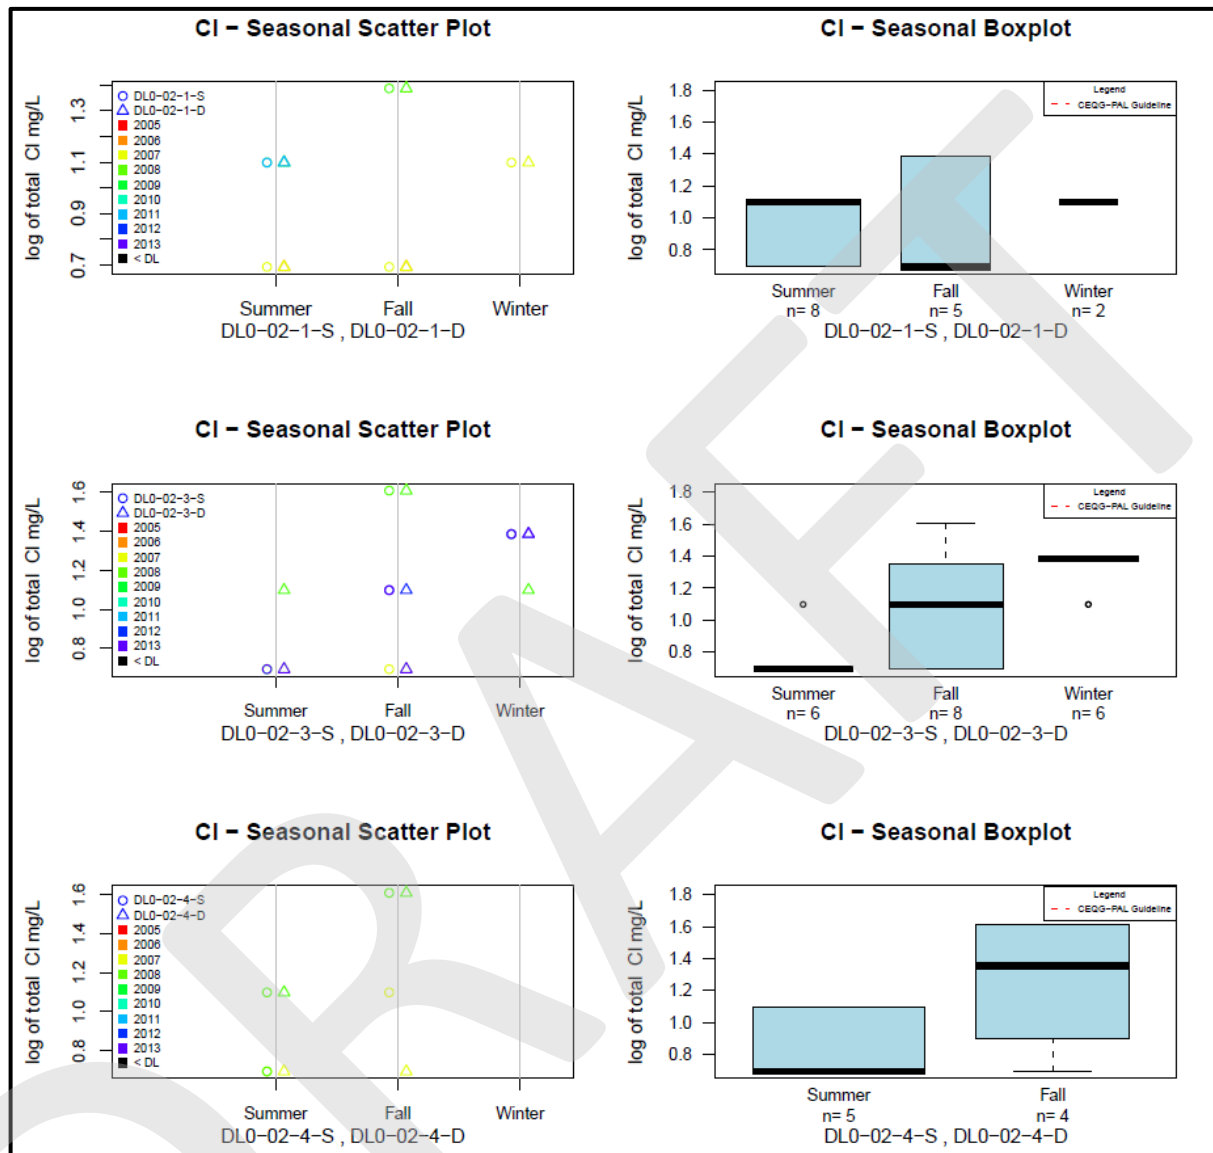 Cl − Seasonal Scatter Plot
log of total Cl mg/L
1.3
1.1
0.9
0.7
DL0−02−1−S
DL0−02−1−D
2005
2006
2007
2008
2009
2010
2011
2012
2013
< DL
Summer Fall Winter
DL0−02−1−S , DL0−02−1−D
Cl − Seasonal Boxplot
log of total Cl mg/L
1.8
1.6
1.4
1.2
1.0
0.8
Legend
CEQG−PAL Guideline
Summer Fall Winter
n= 8 n= 5 n= 2
DL0−02−1−S , DL0−02−1−D
Cl − Seasonal Scatter Plot
log of total Cl mg/L
1.6
1.4
1.2
1.0
0.8
DL0−02−3−S
DL0−02−3−D
2005
2006
2007
2008
2009
2010
2011
2012
2013
< DL
Summer Fall Winter
DL0−02−3−S , DL0−02−3−D
Cl − Seasonal Boxplot
log of total Cl mg/L
1.8
1.6
1.4
1.2
1.0
0.8
Legend
CEQG−PAL Guideline
Summer Fall Winter
n= 6 n= 8 n= 6
DL0−02−3−S , DL0−02−3−D
Cl − Seasonal Scatter Plot
log of total Cl mg/L
1.6
1.4
1.2
1.0
0.8
DL0−02−4−S
DL0−02−4−D
2005
2006
2007
2008
2009
2010
2011
2012
2013
< DL
Summer Fall Winter
DL0−02−4−S , DL0−02−4−D
Cl − Seasonal Boxplot
log of total Cl mg/L
1.8
1.6
1.4
1.2
1.0
0.8
Legend
CEQG−PAL Guideline
Summer Fall
n= 5 n= 4
DL0−02−4−S , DL0−02−4−D
DRAFT